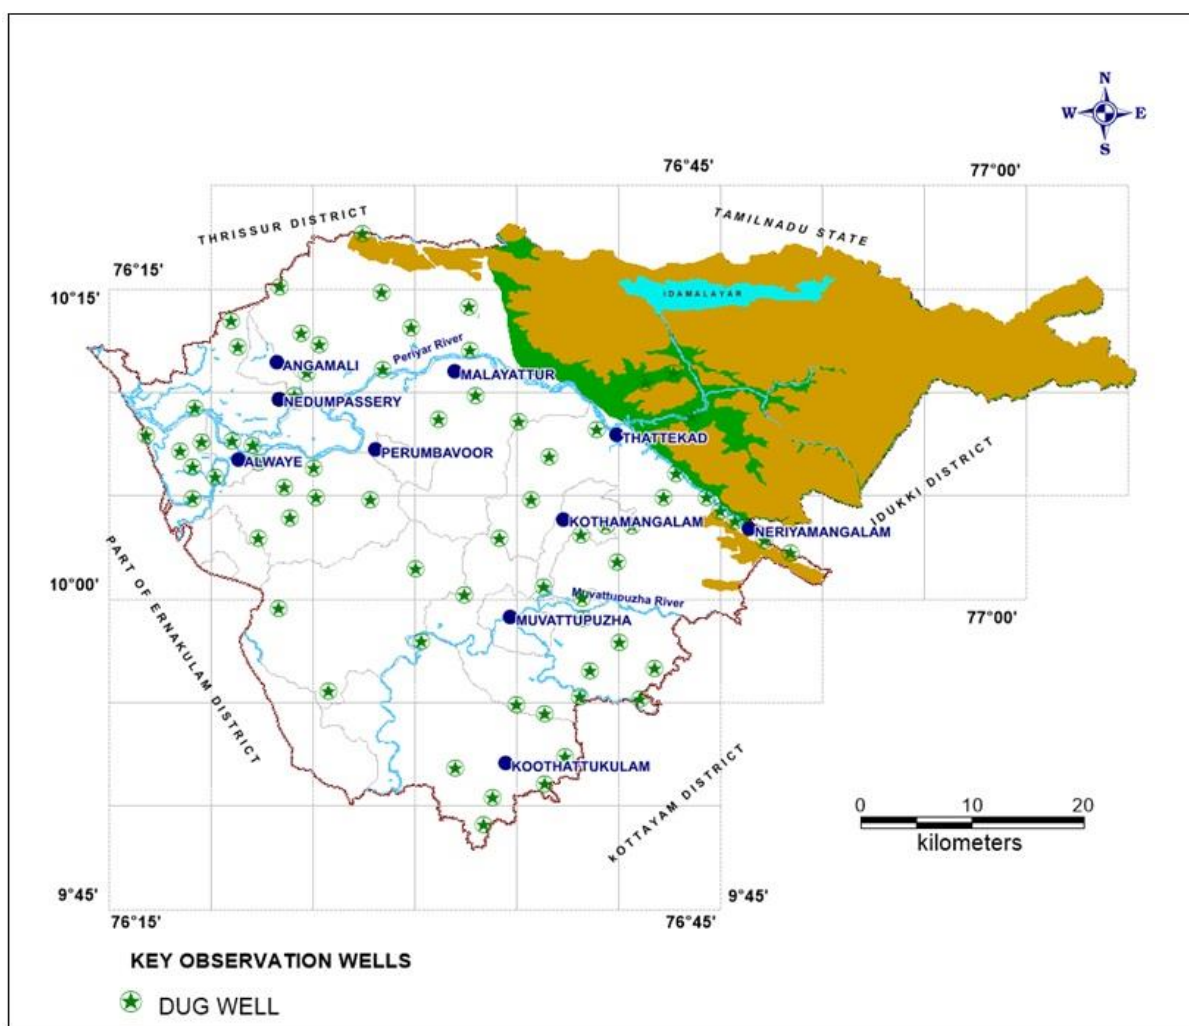 N
W E
S
76°45'
77°00'
THRISSUR DISTRICT
TAMILNADU STATE
76°15'
10°15'
IDAMALAYAR
Periyar River
ANGAMALI
MALAYATTUR
NEDUMPASSERY
THATTEKAD
PERUMBAVOOR
ALWAYE
IDUKKI DISTRICT
KOTHAMANGALAM
NERIYAMANGALAM
PART OF ERNAKULAM DISTRICT
10°00'
Muvattupuzha River
77°00'
MUVATTUPUZHA
KOOTHATTUKULAM
kOTTAYAM DISTRICT
0 10 20
kilometers
9°45'
9°45'
76°15'
76°45'
KEY OBSERVATION WELLS
DUG WELL